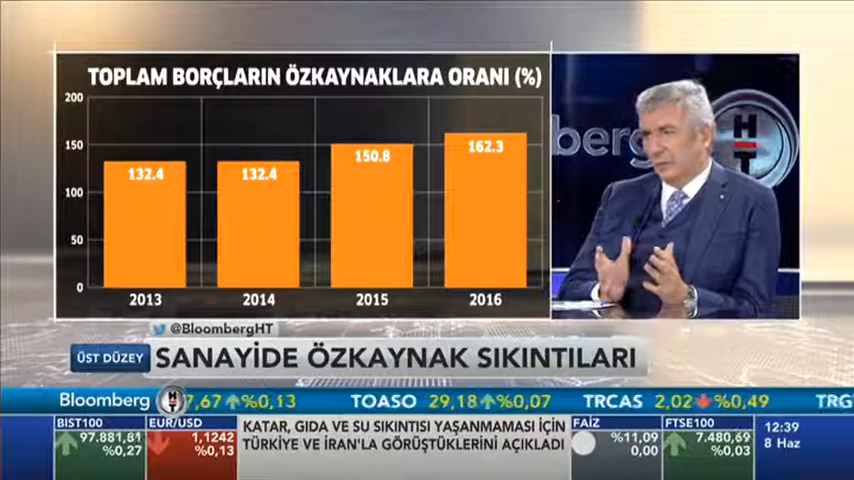 TOPLAM BORÇLARIN ÖZKAYNAKLARA ORANI (%)
200
150
100
50
0
132.4
132.4
150.8
162.3
2013
2014
2015
2016
berg
H
T
@BloombergHT
ÜST DÜZEY
SANAYİDE ÖZKAYNAK SIKINTILARI
Bloomberg HT 7,67 %0,13 TOASO 29,18 %0,07 TRCAS 2,02 %0,49 TRG
BIST100
97.881,81
%0,27
EUR/USD
1,1242
%0,13
KATAR, GIDA VE SU SIKINTISI YAŞANMAMASI İÇİN
TÜRKİYE VE İRAN'LA GÖRÜŞTÜKLERİNİ AÇIKLADI
FAİZ
%11,09
0,00
FTSE100
7.480,69
%0,03
12:39
8 Haz